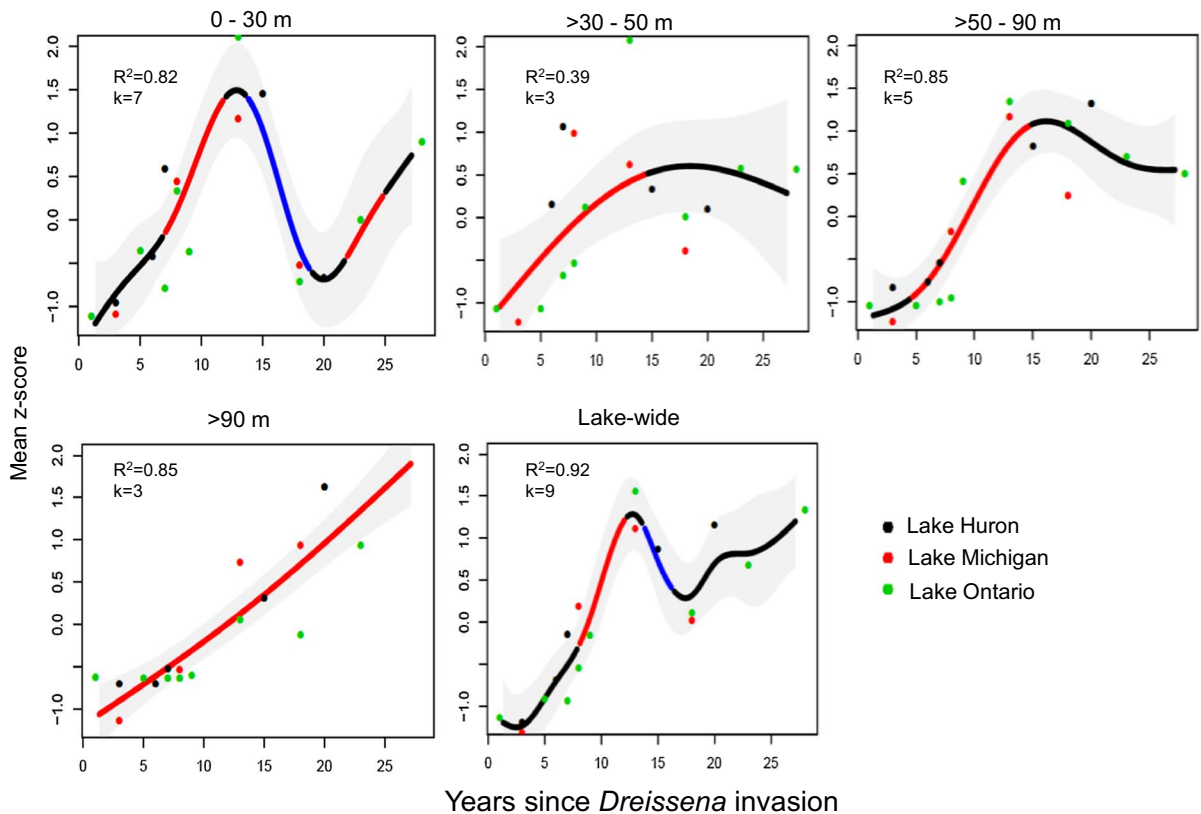 0 - 30 m
>30 - 50 m
>50 - 90 m
R²=0.82
k=7
R²=0.39
k=3
R²=0.85
k=5
−1.0 0.0 0.5 1.0 1.5 2.0
−1.0 0.0 0.5 1.0 1.5 2.0
−1.0 0.0 0.5 1.0 1.5 2.0
0 5 10 15 20 25
0 5 10 15 20 25
0 5 10 15 20 25
Mean z-score
>90 m
Lake-wide
R²=0.85
k=3
R²=0.92
k=9
−1.0 0.0 0.5 1.0 1.5 2.0
−1.0 0.0 0.5 1.0 1.5 2.0
0 5 10 15 20 25
0 5 10 15 20 25
Lake Huron
Lake Michigan
Lake Ontario
Years since Dreissena invasion